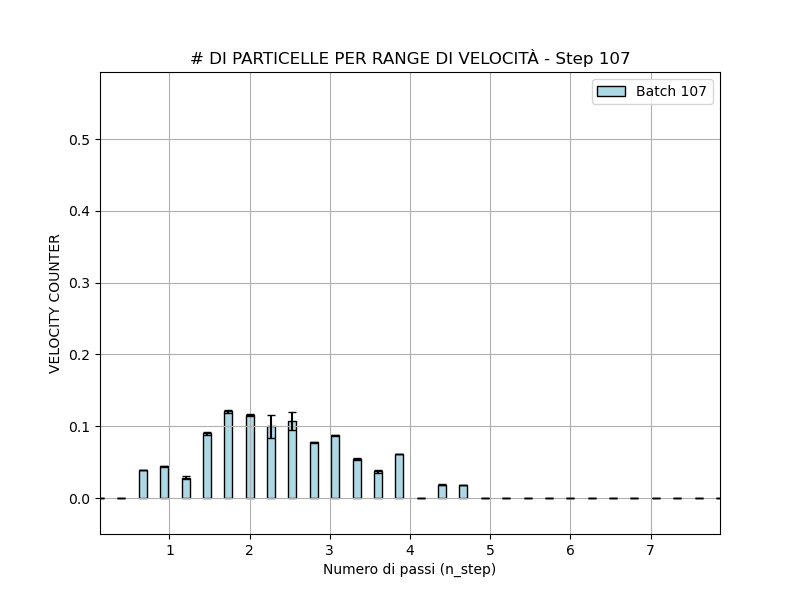 # DI PARTICELLE PER RANGE DI VELOCITÀ - Step 107
Batch 107
VELOCITY COUNTER
0.5
0.4
0.3
0.2
0.1
0.0
1 2 3 4 5 6 7
Numero di passi (n_step)